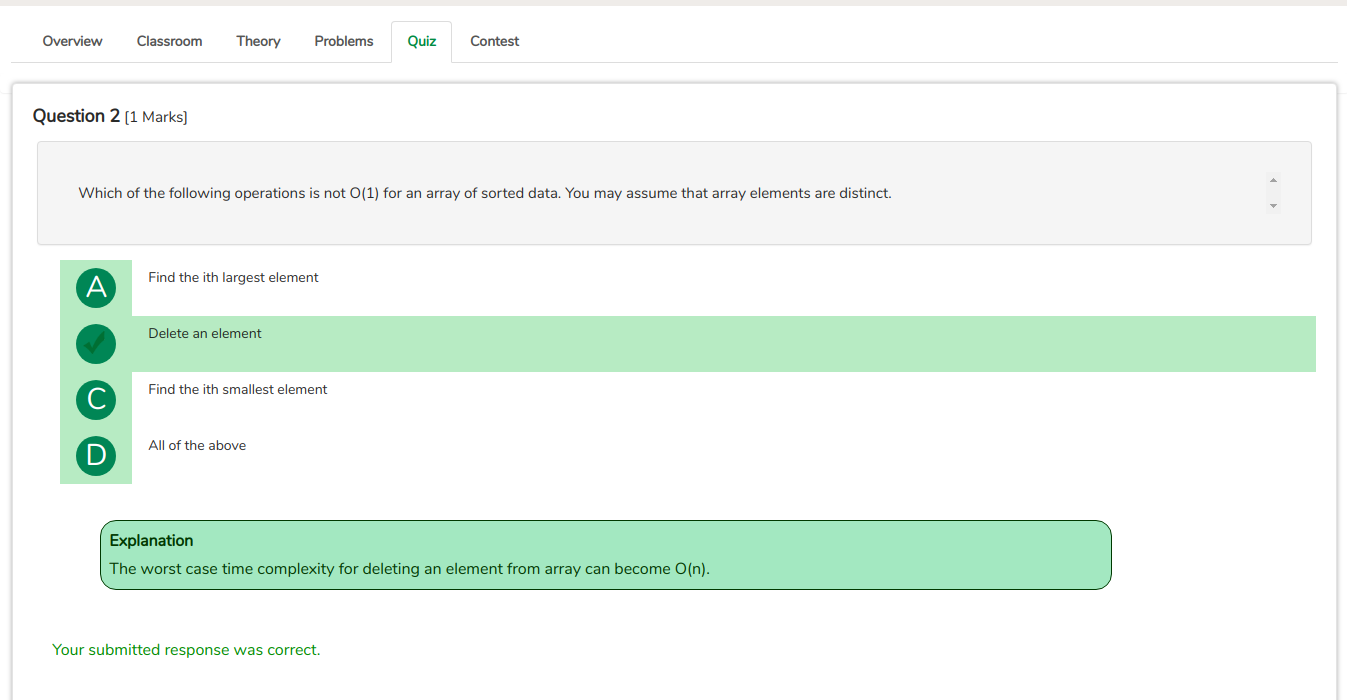 Overview Classroom Theory Problems Quiz Contest
Question 2 [1 Marks]
Which of the following operations is not O(1) for an array of sorted data. You may assume that array elements are distinct.
A Find the ith largest element
Delete an element
C Find the ith smallest element
D All of the above
Explanation
The worst case time complexity for deleting an element from array can become O(n).
Your submitted response was correct.